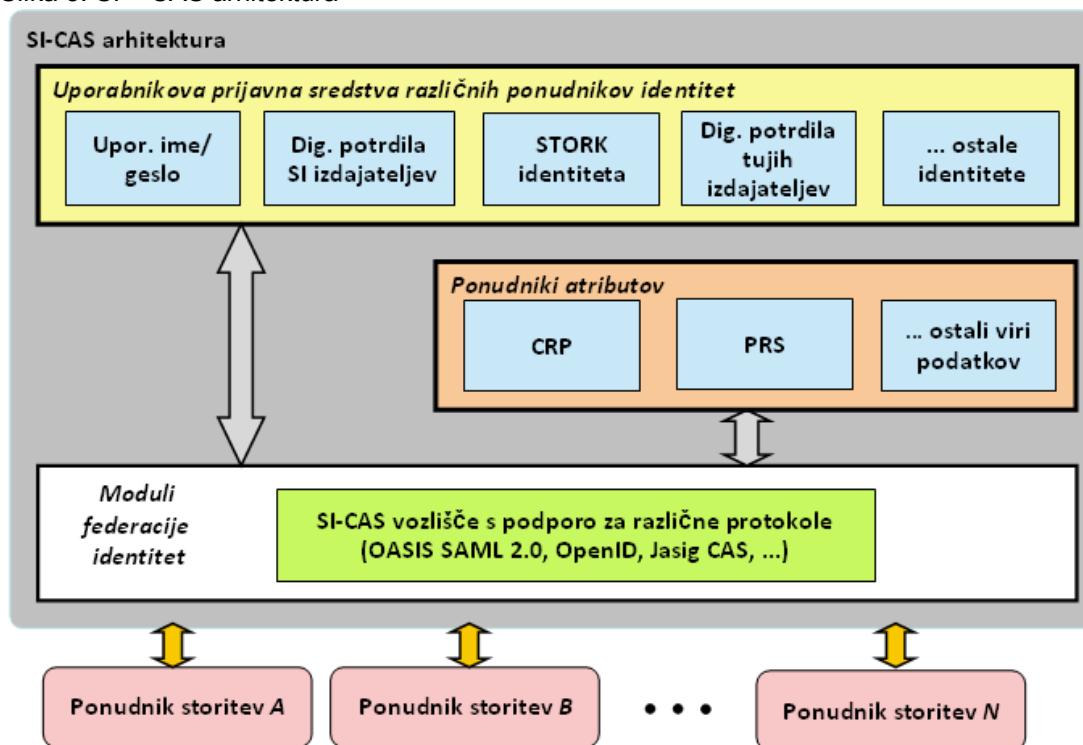 SI-CAS arhitektura
Uporabnikova prijavna sredstva različnih ponudnikov identitet
Upor. ime/
geslo
Dig. potrdila
SI izdajateljev
STORK
identiteta
Dig. potrdila
tujih
izdajateljev
... ostale
identitete
Ponudniki atributov
CRP
PRS
... ostali viri
podatkov
Moduli
federacije
identitet
SI-CAS vozlišče s podporo za različne protokole
(OASIS SAML 2.0, OpenID, Jasig CAS, ...)
Ponudnik storitev A
Ponudnik storitev B
• • •
Ponudnik storitev N